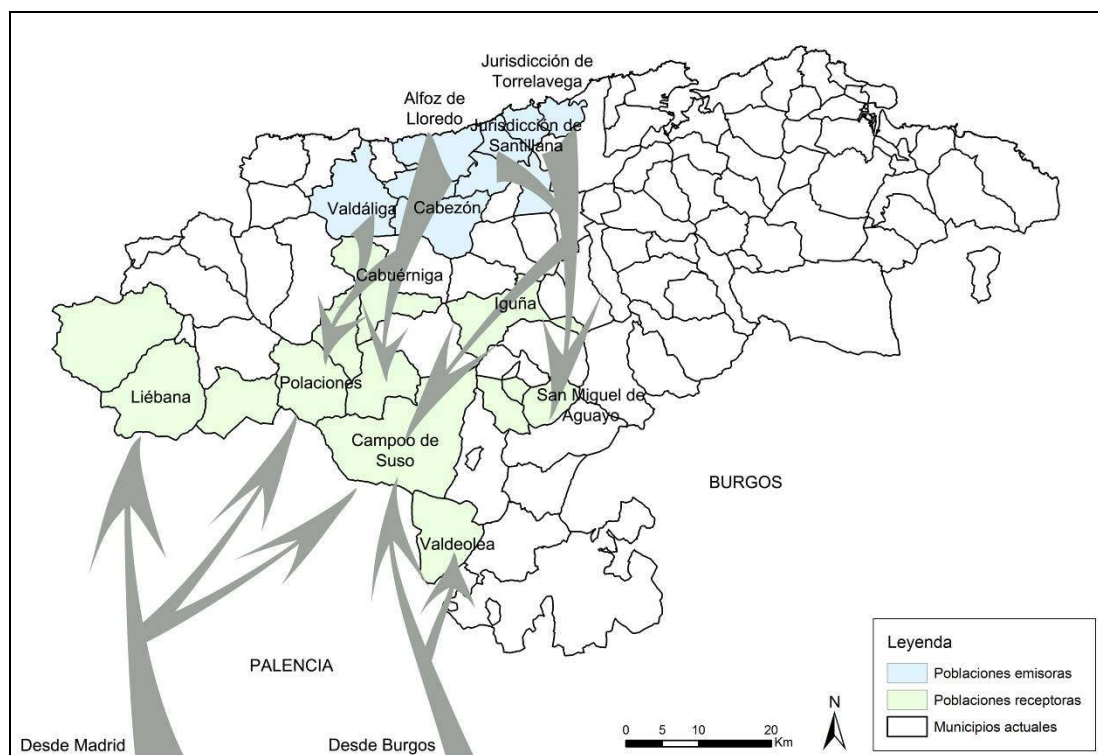 Jurisdicción de
Torrelavega
Alfoz de
Lloredo
Jurisdicción de
Santillana
Valdáliga
Cabezón
Cabuérniga
Iguña
Liébana
Polaciones
San Miguel de
Aguayo
Campoo de
Suso
BURGOS
Valdeolea
PALENCIA
Desde Madrid
Desde Burgos
Leyenda
Poblaciones emisoras
Poblaciones receptoras
Municipios actuales
N
0 5 10 20
Km